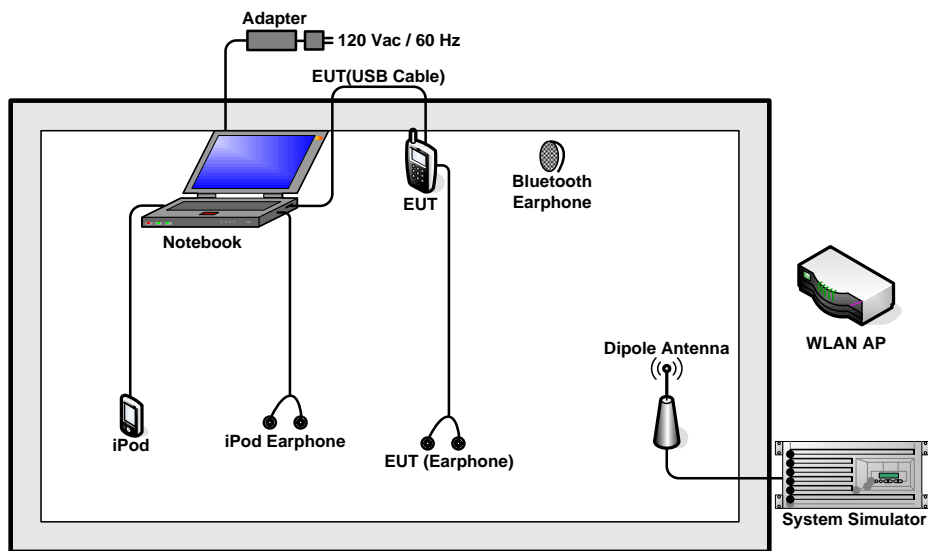 Adapter
120 Vac / 60 Hz
EUT(USB Cable)
Notebook
EUT
Bluetooth
Earphone
WLAN AP
Dipole Antenna
iPod
iPod Earphone
EUT (Earphone)
System Simulator